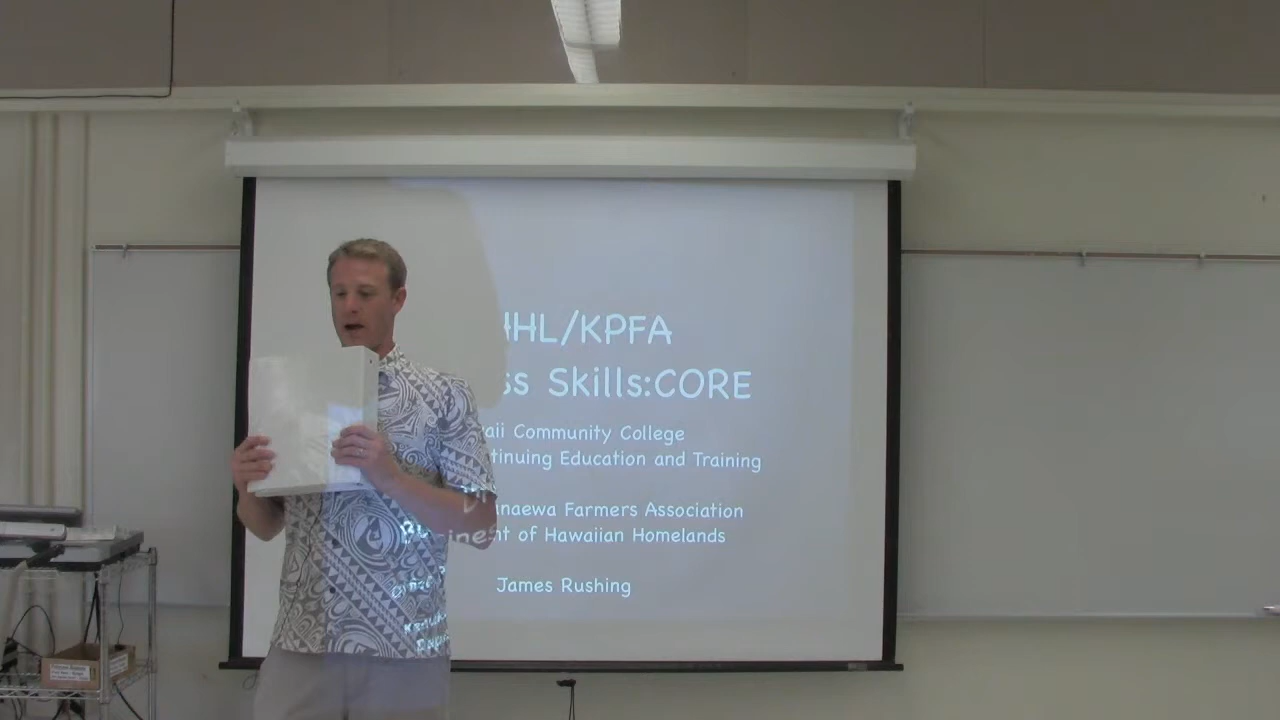 HHL/KPFA
ss Skills:CORE
aii Community College
tinuing Education and Training
naewa Farmers Association
nt of Hawaiian Homelands
James Rushing